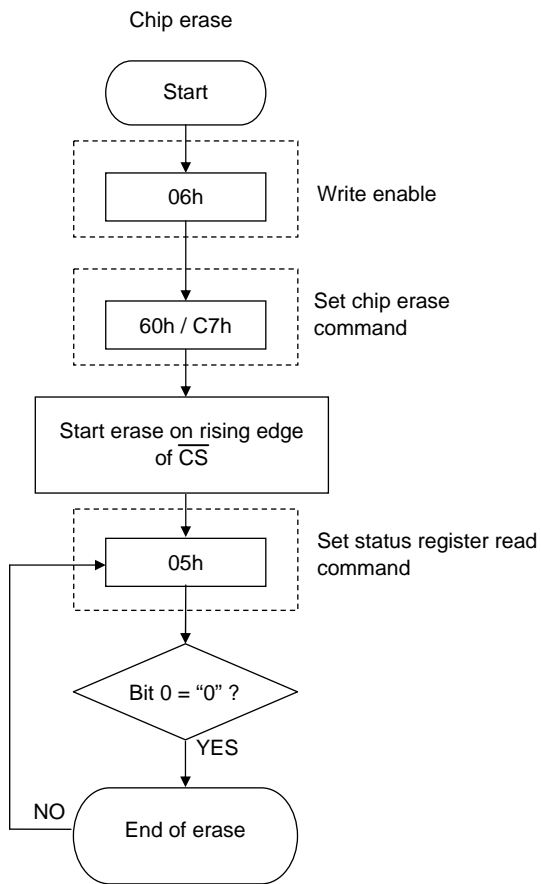 Chip erase
Start
06h
Write enable
60h / C7h
Set chip erase
command
Start erase on rising edge
of C̅S̅
05h
Set status register read
command
Bit 0 = “0” ?
YES
NO
End of erase